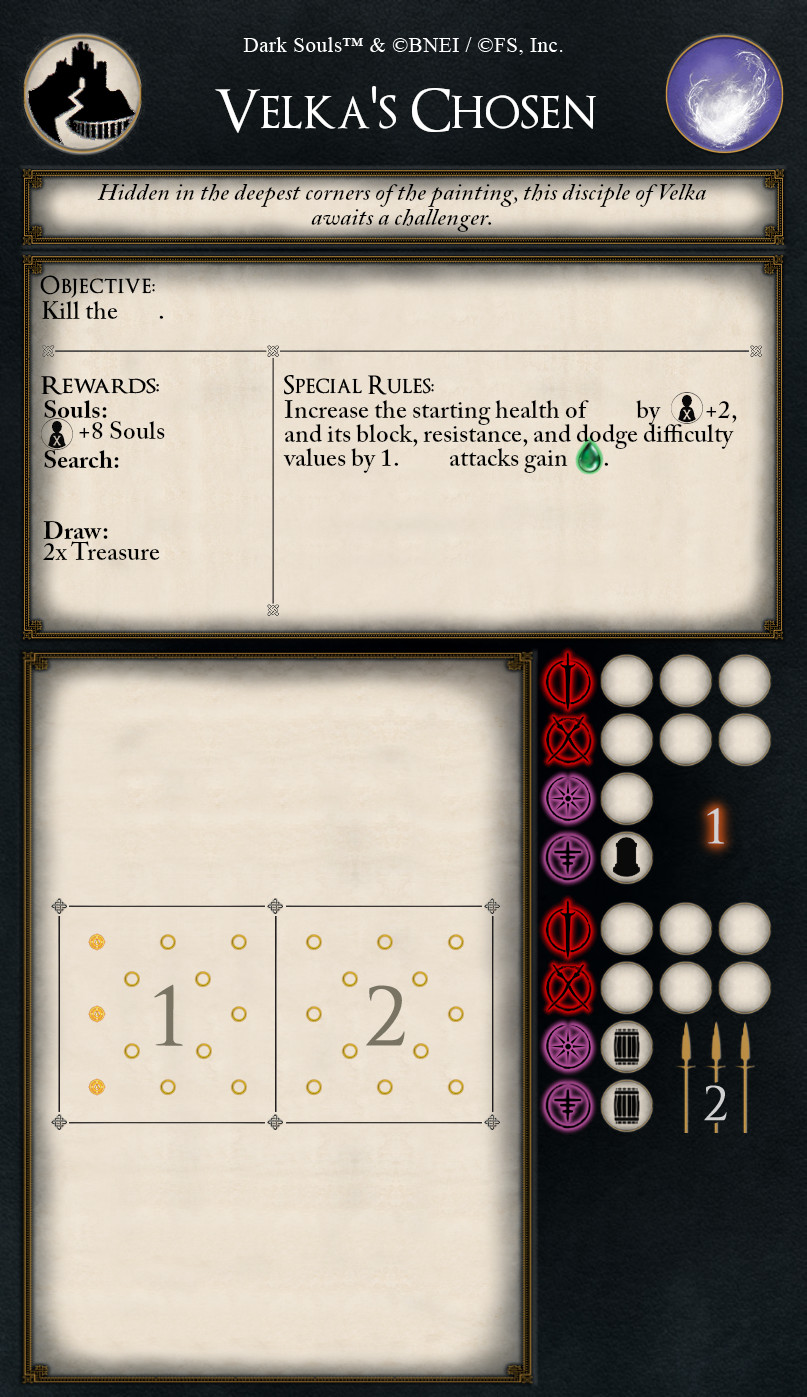 Dark Souls™ & ©BNEI / ©FS, Inc.
VELKA'S CHOSEN
Hidden in the deepest corners of the painting, this disciple of Velka
awaits a challenger.
OBJECTIVE:
Kill the .
REWARDS:
Souls:
X +8 Souls
Search:
Draw:
2x Treasure
SPECIAL RULES:
Increase the starting health of by X +2,
and its block, resistance, and dodge difficulty
values by 1. attacks gain .
1
2
1
2